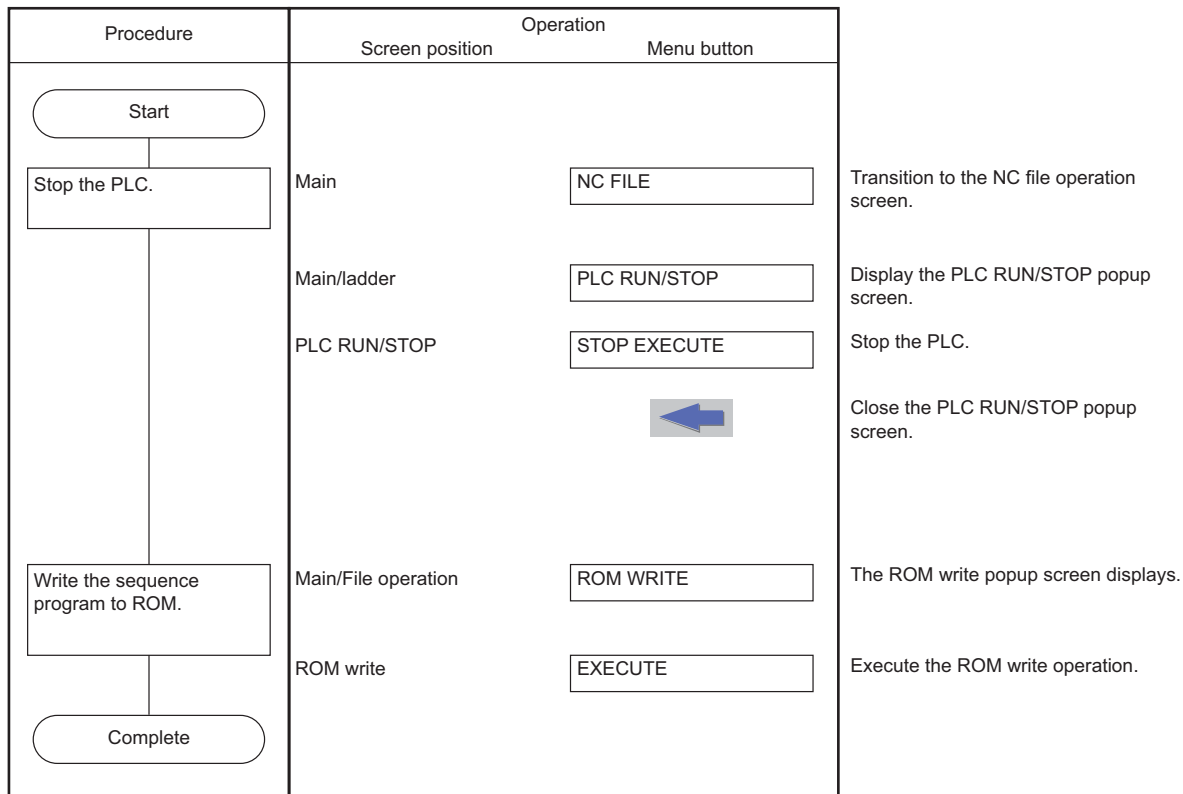 Procedure
Operation
Screen position
Menu button
Start
Stop the PLC.
Main
NC FILE
Transition to the NC file operation
screen.
Main/ladder
PLC RUN/STOP
Display the PLC RUN/STOP popup
screen.
PLC RUN/STOP
STOP EXECUTE
Stop the PLC.
Close the PLC RUN/STOP popup
screen.
Write the sequence
program to ROM.
Main/File operation
ROM WRITE
The ROM write popup screen displays.
ROM write
EXECUTE
Execute the ROM write operation.
Complete